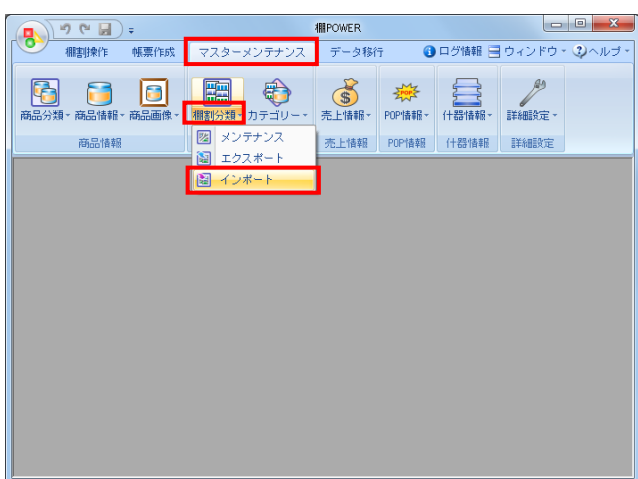 棚POWER
棚割操作 帳票作成 マスターメンテナンス データ移行 ログ情報 ウィンドウ ヘルプ
商品分類 商品情報 商品画像 棚割分類 カテゴリー 売上情報 POP情報 什器情報 詳細設定
商品情報 売上情報 POP情報 什器情報 詳細設定
メンテナンス
エクスポート
インポート